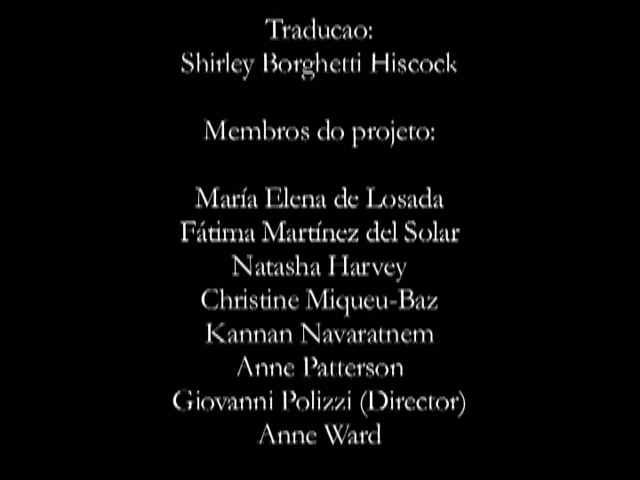 Traducao:
Shirley Borghetti Hiscock
Membros do projeto:
María Elena de Losada
Fátima Martínez del Solar
Natasha Harvey
Christine Miqueu-Baz
Kannan Navaratnem
Anne Patterson
Giovanni Polizzi (Director)
Anne Ward